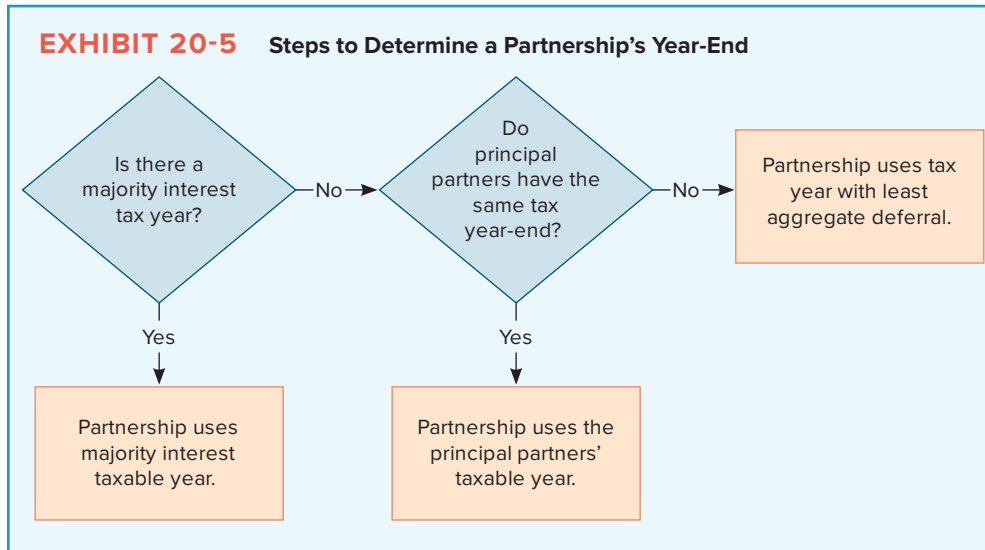 EXHIBIT 20-5 Steps to Determine a Partnership’s Year-End
Is there a
majority interest
tax year?
No
Do
principal
partners have the
same tax
year-end?
No
Partnership uses tax
year with least
aggregate deferral.
Yes
Partnership uses
majority interest
taxable year.
Yes
Partnership uses the
principal partners’
taxable year.